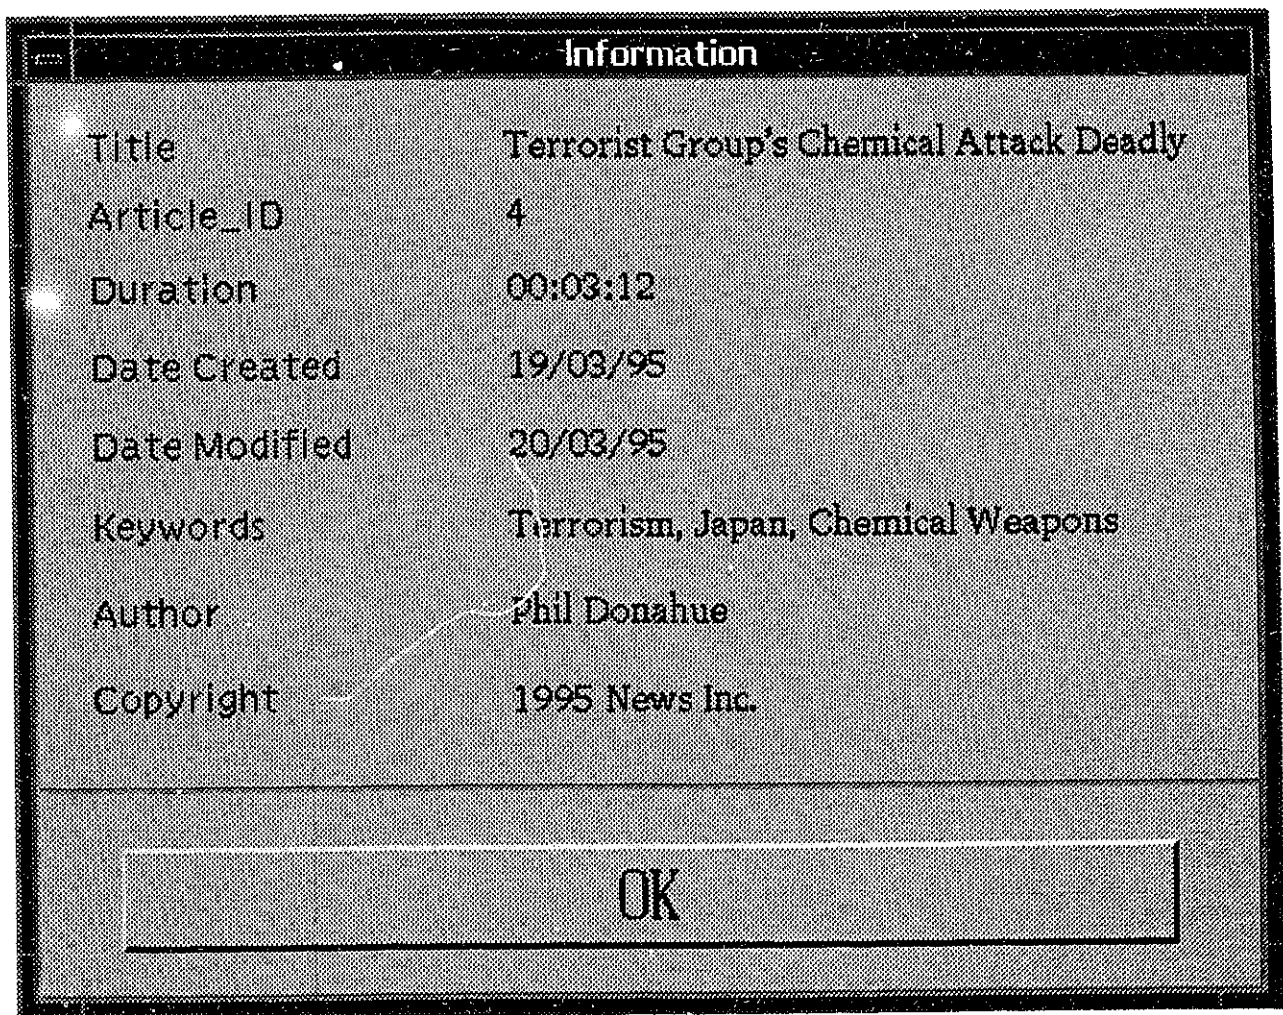 Information
Title Terrorist Group's Chemical Attack Deadly
Article_ID 4
Duration 00:03:12
Date Created 19/03/95
Date Modified 20/03/95
Keywords Terrorism, Japan, Chemical Weapons
Author Phil Donahue
Copyright 1995 News Inc.
OK